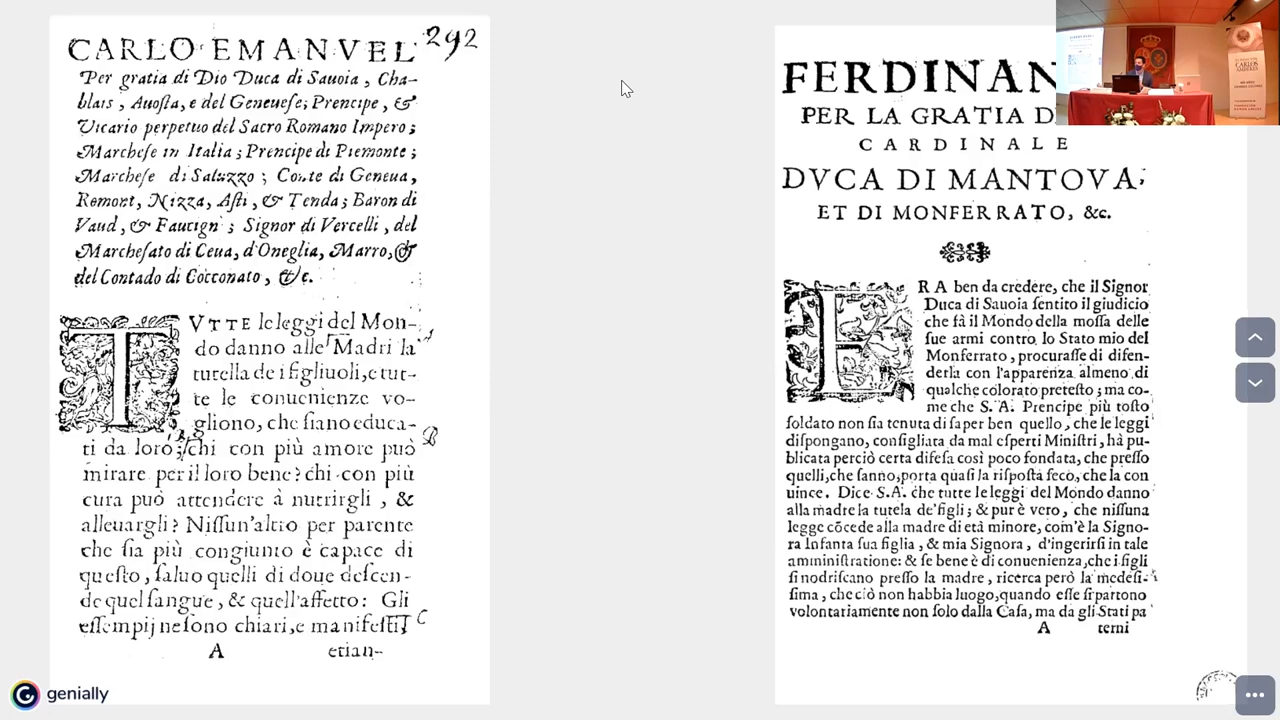 CARLO EMANVEL
292
Per gratia di Dio Duca di Sauoia, Cha-
blais, Auosta, e del Geneuese; Prencipe, &
Vicario perpetuo del Sacro Romano Impero;
Marchese in Italia; Prencipe di Piemonte;
Marchese di Saluzzo; Conte di Geneua,
Romont, Nizza, Asti, & Tenda; Baron di
Vaud, & Faucign; Signor di Vercelli, del
Marchesato di Ceua, d'Oneglia, Marro, &
del Contado di Cocconato, &c.
TVTTE le leggi del Mon-
do danno alle Madri la
tutella de i figliuoli, e tut-
te le conuenienze vo-
gliono, che siano educa-
ti da loro; chi con più amore può
B
mirare per il loro bene? chi con più
cura può attendere à nutrirgli, &
alleuargli? Nissun'altro per parente
che sia più congiunto è capace di
questo, saluo quelli di doue descen-
de quel sangue, & quell'affetto: Gli
essempij ne sono chiari, e manifesti,
C
A etian-
FERDINAN
PER LA GRATIA D
CARDINALE
DVCA DI MANTOVA,
ET DI MONFERRATO, &c.
ERA ben da credere, che il Signor
Duca di Sauoia sentito il giudicio
che fà il Mondo della mossa delle
sue armi contro lo Stato mio del
Monferrato, procurasse di difen-
derla con l'apparenza almeno di
qualche colorato pretesto; ma co-
me che S. A. Prencipe più tosto
soldato non sia tenuta di saper ben quello, che le leggi
dispongano, consigliata da mal esperti Ministri, hà pu-
blicata perciò certa difesa così poco fondata, che presso
quelli, che sanno, porta quasi la risposta seco, che la con
uince. Dice S.A. che tutte le leggi del Mondo danno
alla madre la tutela de'figli; & pur è vero, che nissuna
legge cõcede alla madre di età minore, com'è la Signo-
ra Infanta sua figlia, & mia Signora, d'ingerirsi in tale
amministratione: & se bene è di conuenienza, che i figli
si nodriscano presso la madre, ricerca però la medesi-
sima, che ciò non habbia luogo, quando esse si partono
volontariamente non solo dalla Casa, ma da gli Stati pa
A terni
FUNDACIÓN
CARLOS
AMBERES
genially